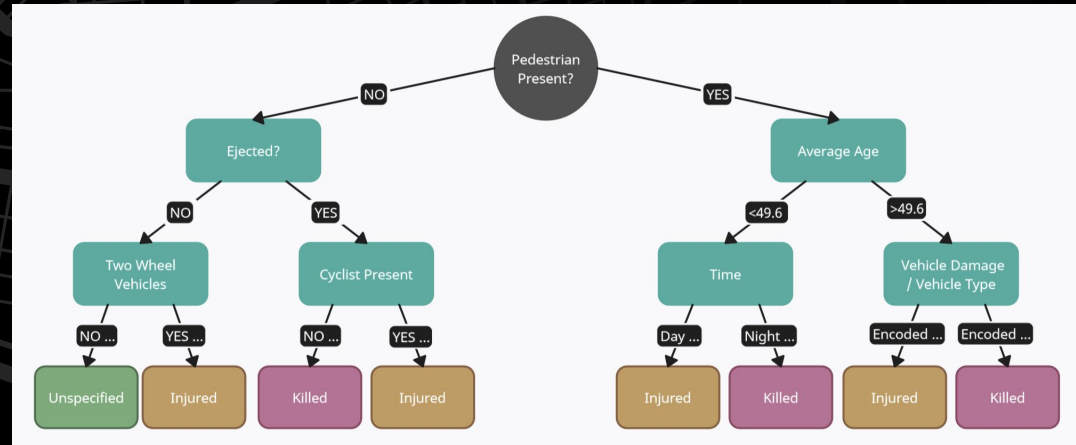 Pedestrian
Present?
NO
YES
Ejected?
Average Age
NO
YES
<49.6
>49.6
Two Wheel
Vehicles
Cyclist Present
Time
Vehicle Damage
/ Vehicle Type
NO ...
YES ...
NO ...
YES ...
Day ...
Night ...
Encoded ...
Encoded ...
Unspecified
Injured
Killed
Injured
Injured
Killed
Injured
Killed